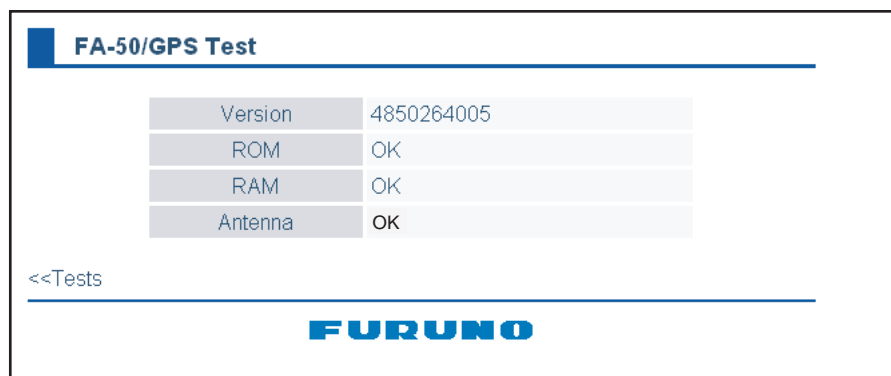 FA-50/GPS Test
Version 4850264005
ROM OK
RAM OK
Antenna OK
<<Tests
FURUNO